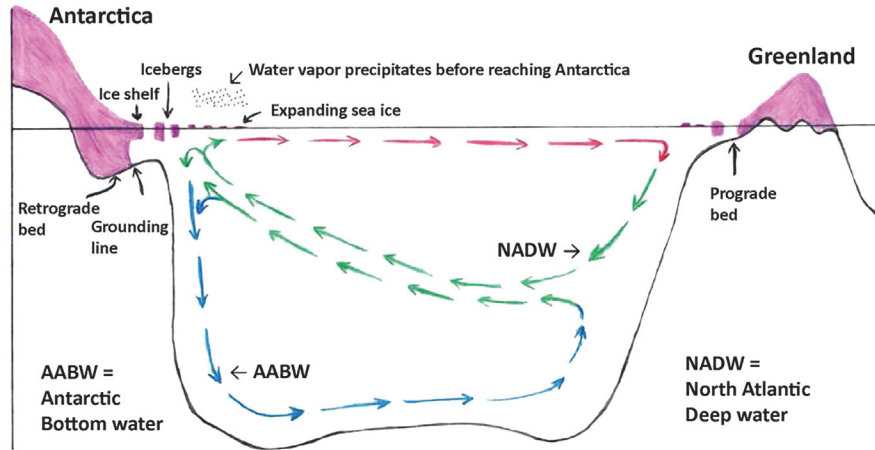 Antarctica
Greenland
Icebergs
Water vapor precipitates before reaching Antarctica
Ice shelf
Expanding sea ice
Retrograde
bed
Grounding
line
Prograde
bed
NADW →
← AABW
AABW =
Antarctic
Bottom water
NADW =
North Atlantic
Deep water